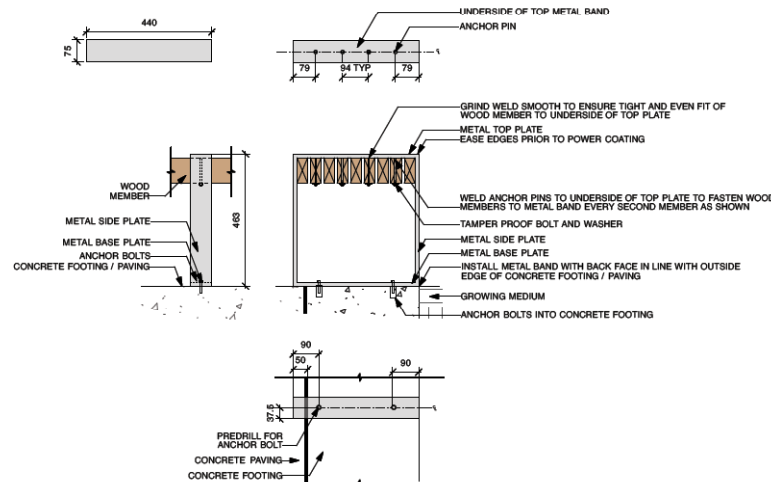 440
75
UNDERSIDE OF TOP METAL BAND
ANCHOR PIN
79
94 TYP
79
GRIND WELD SMOOTH TO ENSURE TIGHT AND EVEN FIT OF
WOOD MEMBER TO UNDERSIDE OF TOP PLATE
METAL TOP PLATE
EASE EDGES PRIOR TO POWER COATING
WOOD
MEMBER
METAL SIDE PLATE
METAL BASE PLATE
ANCHOR BOLTS
CONCRETE FOOTING / PAVING
463
WELD ANCHOR PINS TO UNDERSIDE OF TOP PLATE TO FASTEN WOOD
MEMBERS TO METAL BAND EVERY SECOND MEMBER AS SHOWN
TAMPER PROOF BOLT AND WASHER
METAL SIDE PLATE
METAL BASE PLATE
INSTALL METAL BAND WITH BACK FACE IN LINE WITH OUTSIDE
EDGE OF CONCRETE FOOTING / PAVING
GROWING MEDIUM
ANCHOR BOLTS INTO CONCRETE FOOTING
90
50
90
37.5
PREDRILL FOR
ANCHOR BOLT
CONCRETE PAVING
CONCRETE FOOTING